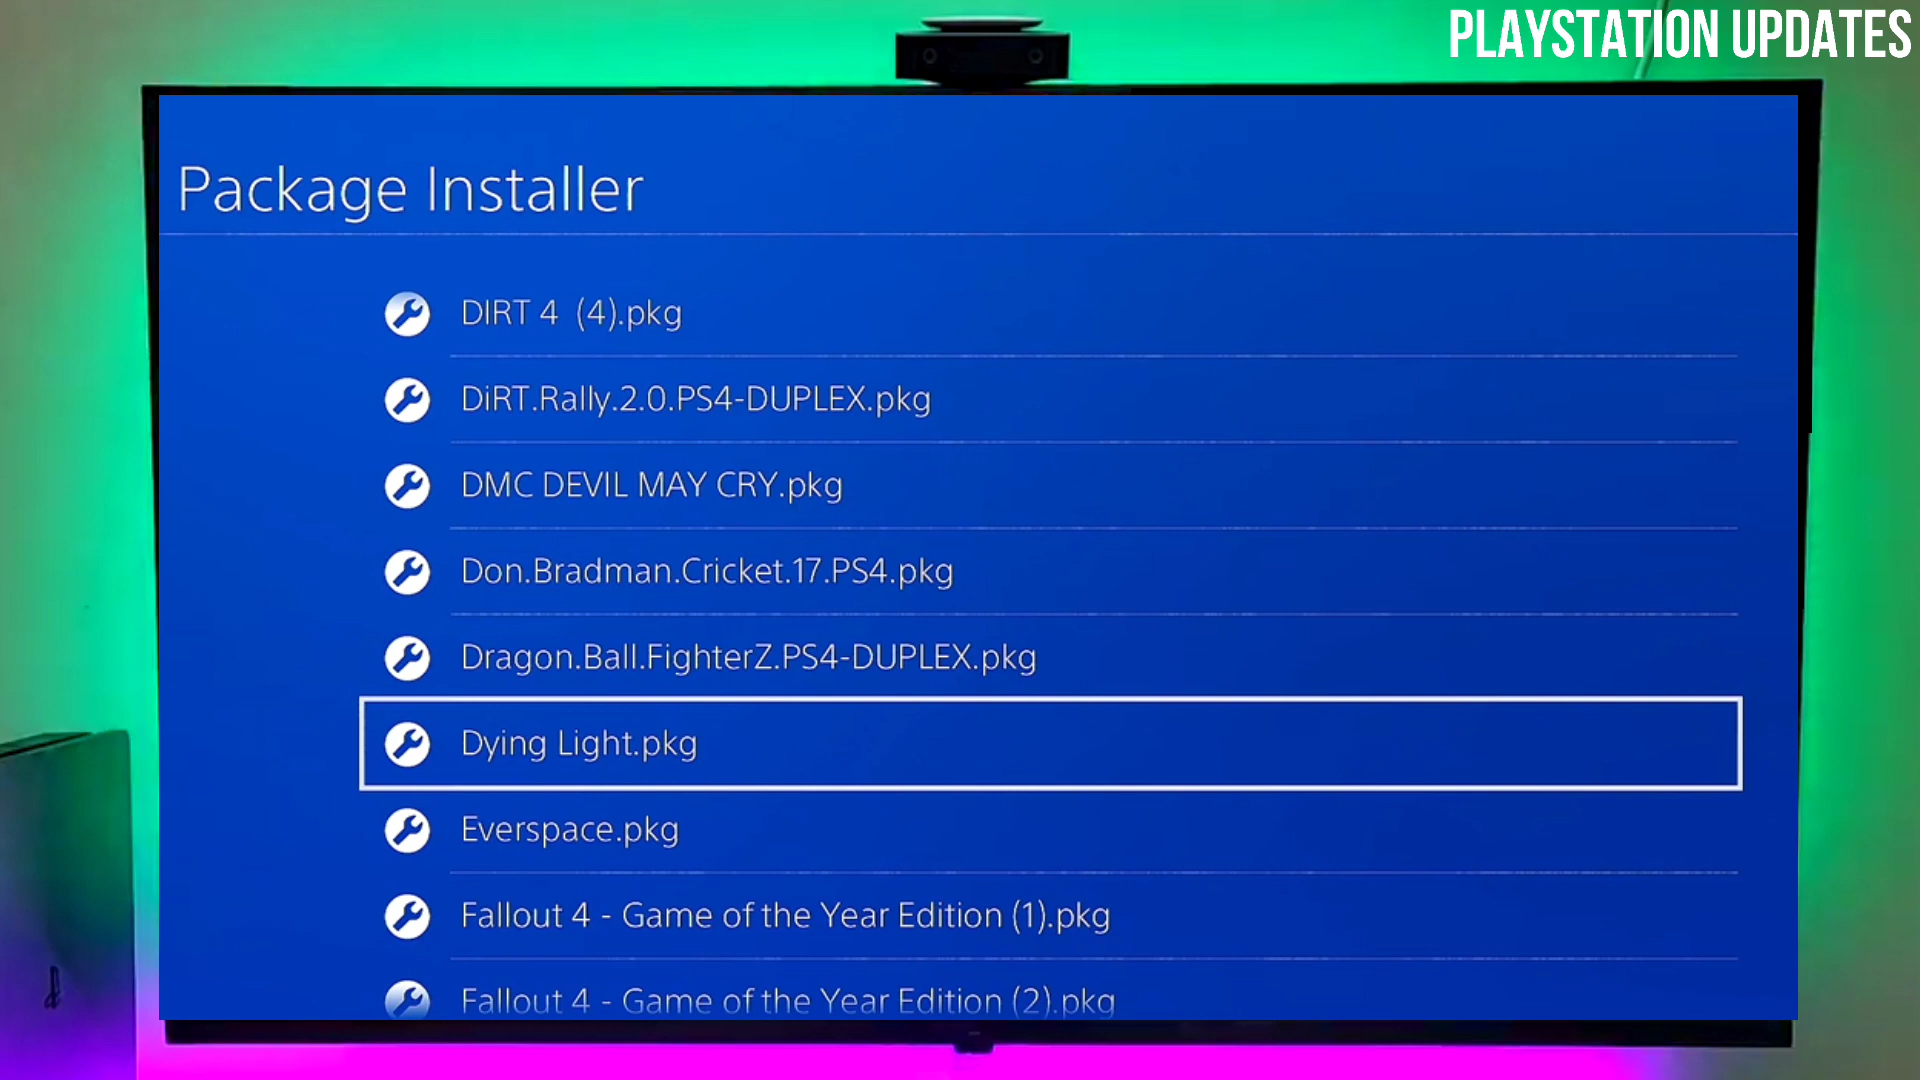 PLAYSTATION UPDATES
Package Installer
DIRT 4  (4).pkg
DiRT.Rally.2.0.PS4-DUPLEX.pkg
DMC DEVIL MAY CRY.pkg
Don.Bradman.Cricket.17.PS4.pkg
Dragon.Ball.FighterZ.PS4-DUPLEX.pkg
Dying Light.pkg
Everspace.pkg
Fallout 4 - Game of the Year Edition (1).pkg
Fallout 4 - Game of the Year Edition (2).pkg